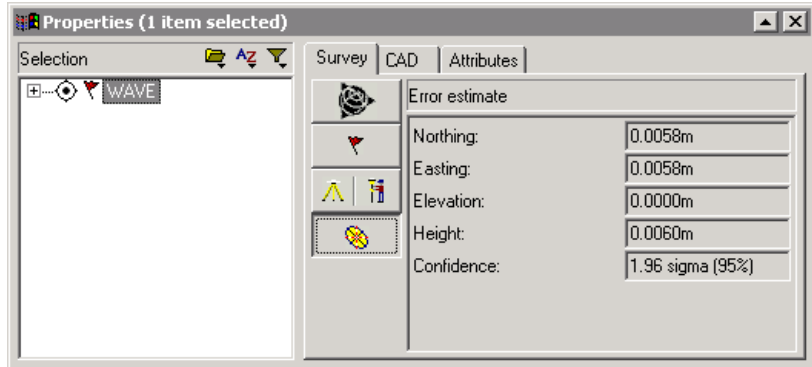 Properties (1 item selected)
Selection
AZ
Survey
CAD
Attributes
WAVE
Error estimate
Northing: 0.0058m
Easting: 0.0058m
Elevation: 0.0000m
Height: 0.0060m
Confidence: 1.96 sigma (95%)